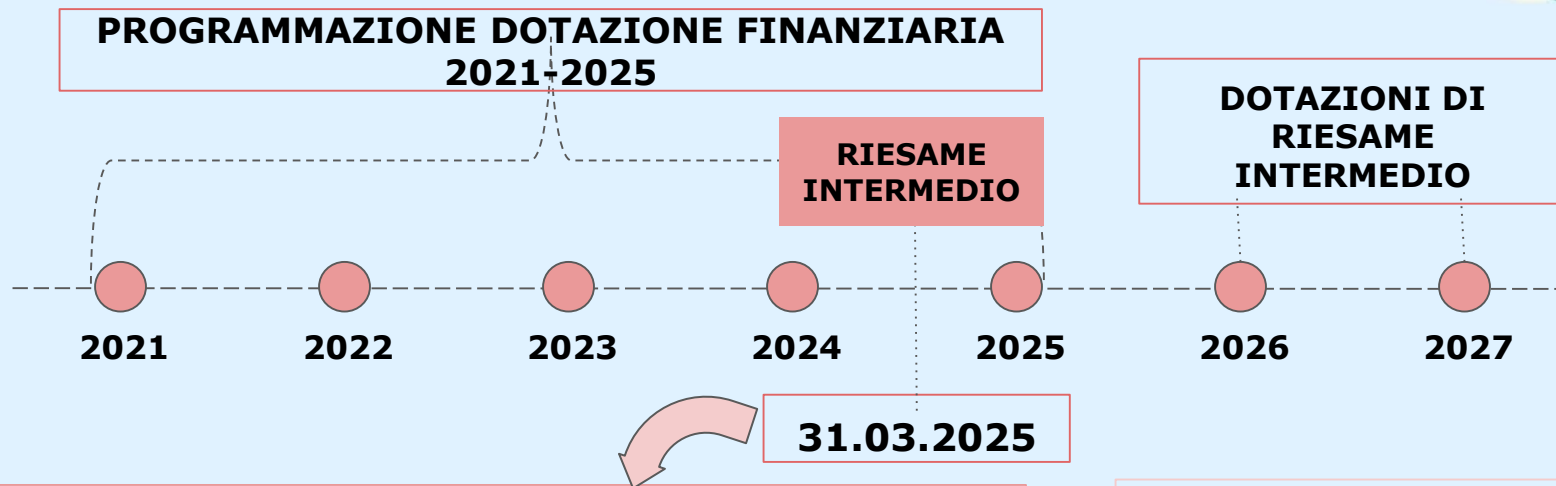 PROGRAMMAZIONE DOTAZIONE FINANZIARIA
2021-2025
DOTAZIONI DI
RIESAME
INTERMEDIO
RIESAME
INTERMEDIO
2021
2022
2023
2024
2025
2026
2027
31.03.2025